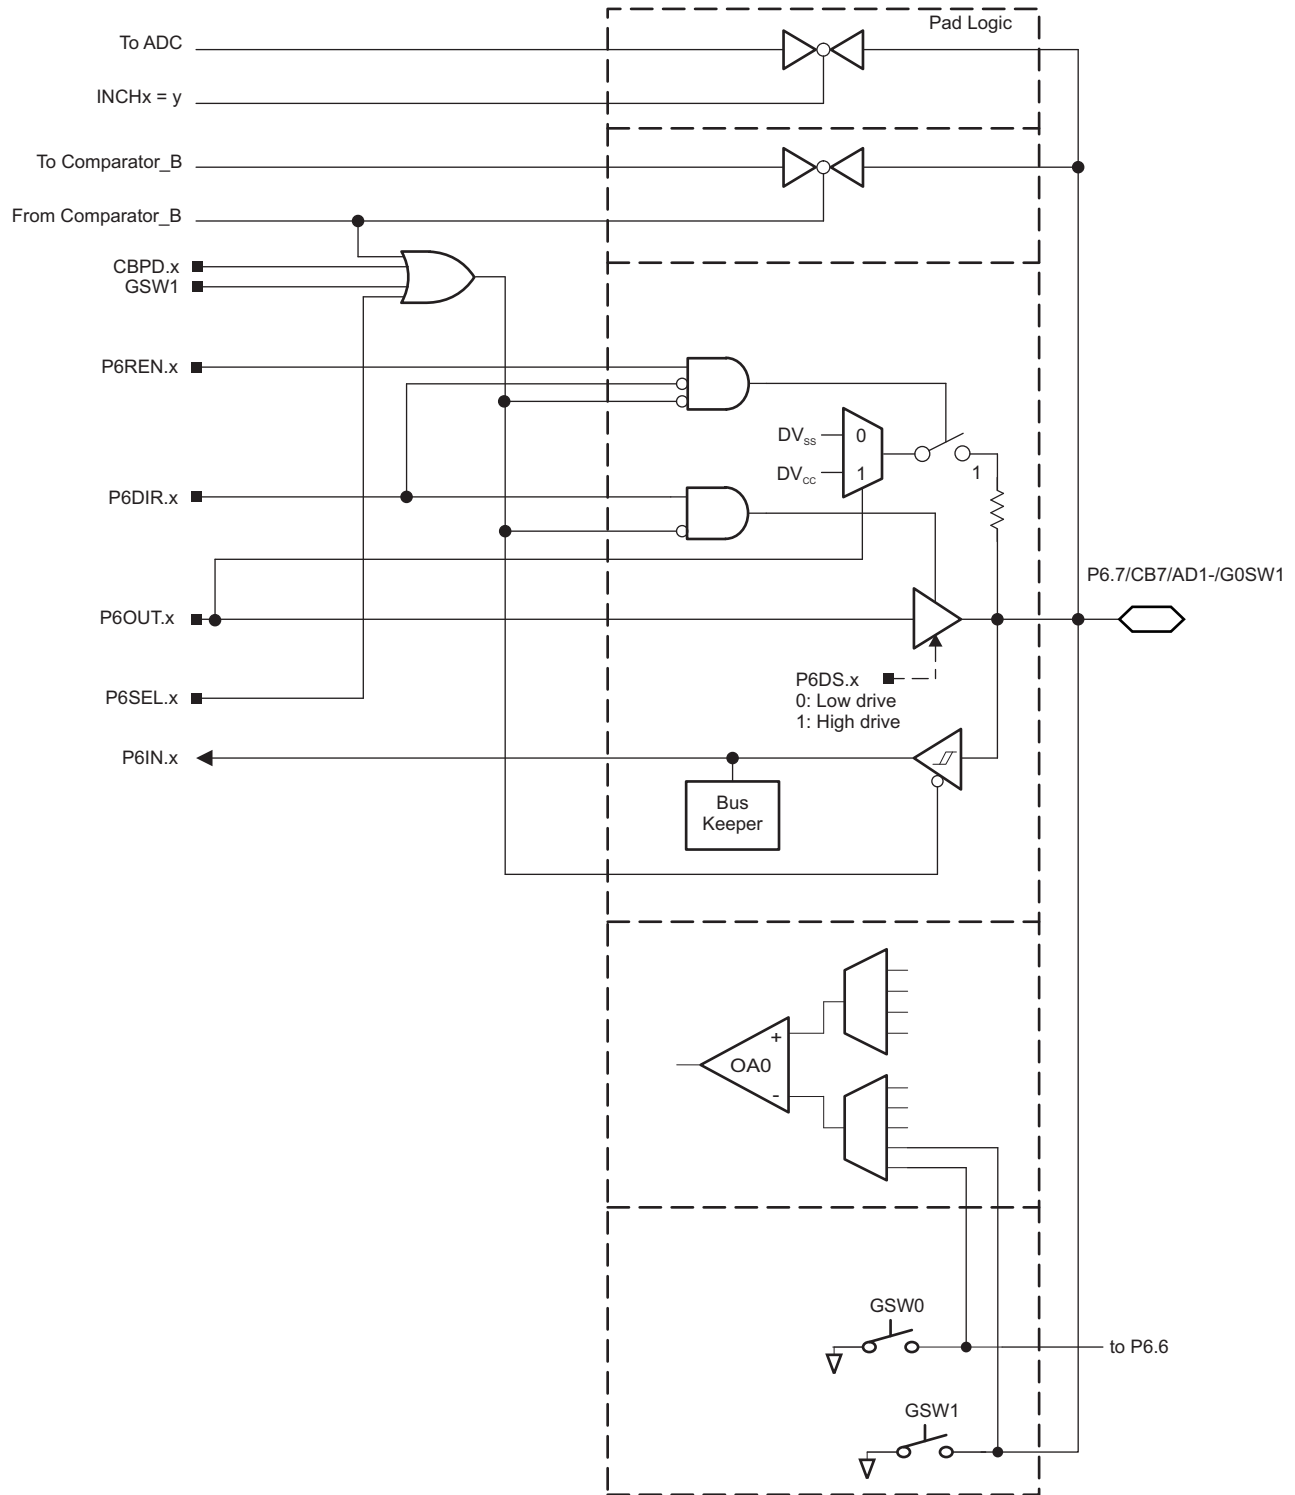 Pad Logic
To ADC
INCHx = y
To Comparator_B
From Comparator_B
CBPD.x
GSW1
P6REN.x
DVSS
0
DVCC
1
1
P6DIR.x
P6.7/CB7/AD1-/G0SW1
P6OUT.x
P6DS.x
0: Low drive
1: High drive
P6SEL.x
P6IN.x
Bus
Keeper
+
OA0
-
GSW0
to P6.6
GSW1